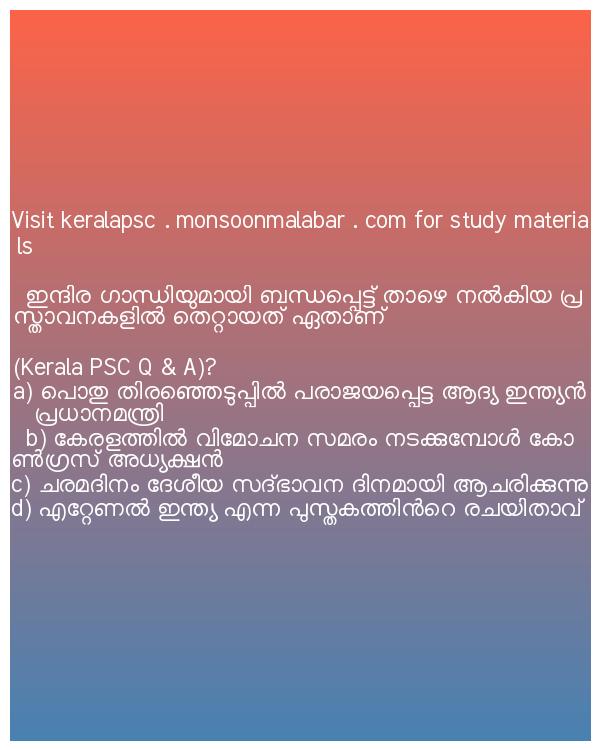 Visit keralapsc . monsoonmalabar . com for study materia
ls
ഇന്ദിര ഗാന്ധിയുമായി ബന്ധപ്പെട്ട് താഴെ നൽകിയ പ്ര
സ്താവനകളിൽ തെറ്റായത് ഏതാണ്
(Kerala PSC Q & A)?
a) പൊതു തിരഞ്ഞെടുപ്പിൽ പരാജയപ്പെട്ട ആദ്യ ഇന്ത്യൻ
പ്രധാനമന്ത്രി
b) കേരളത്തിൽ വിമോചന സമരം നടക്കുമ്പോൾ കോ
ൺഗ്രസ് അധ്യക്ഷൻ
c) ചരമദിനം ദേശീയ സദ്ഭാവന ദിനമായി ആചരിക്കുന്നു
d) എറ്റേണൽ ഇന്ത്യ എന്ന പുസ്തകത്തിൻറെ രചയിതാവ്